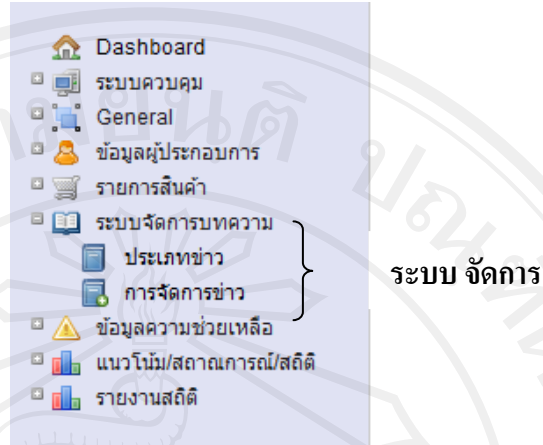 Dashboard
ระบบควบคุม
General
ข้อมูลผู้ประกอบการ
รายการสินค้า
ระบบจัดการบทความ
ประเภทข่าว
การจัดการข่าว
ข้อมูลความช่วยเหลือ
แนวโน้ม/สถาณการณ์/สถิติ
รายงานสถิติ
ระบบ จัดการ